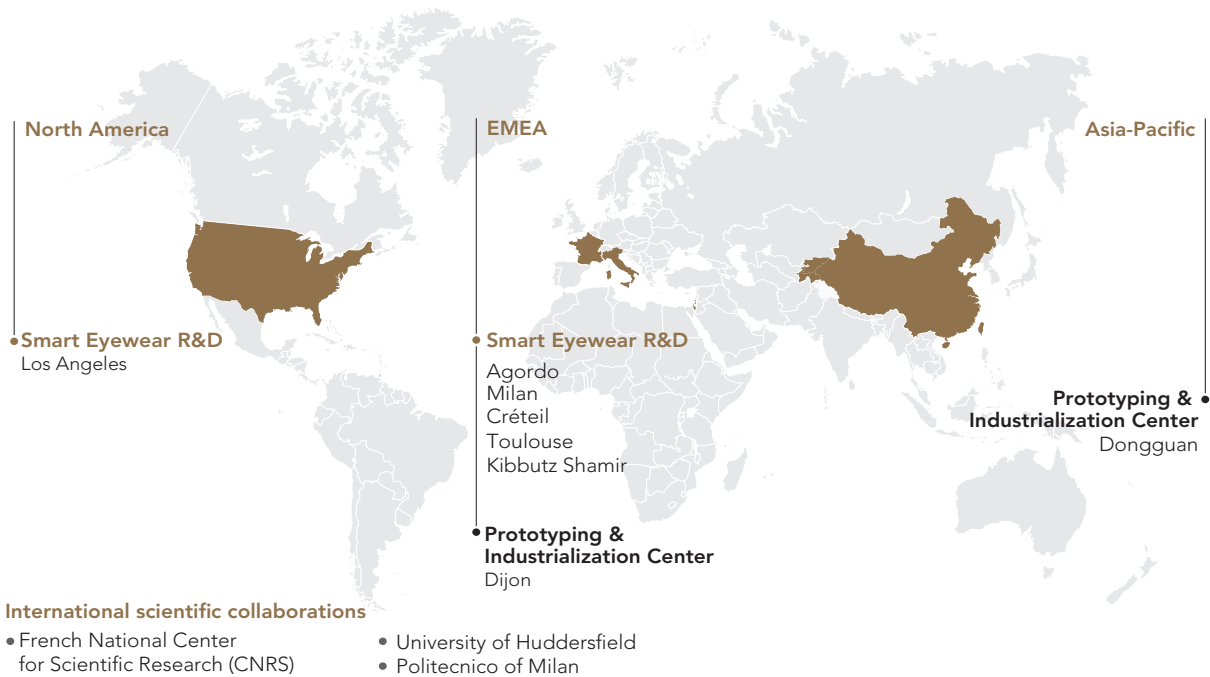 North America
EMEA
Asia-Pacific
Smart Eyewear R&D
Los Angeles
Smart Eyewear R&D
Agordo
Milan
Créteil
Toulouse
Kibbutz Shamir
Prototyping &
Industrialization Center
Dongguan
Prototyping &
Industrialization Center
Dijon
International scientific collaborations
• French National Center
for Scientific Research (CNRS)
• University of Huddersfield
• Politecnico of Milan